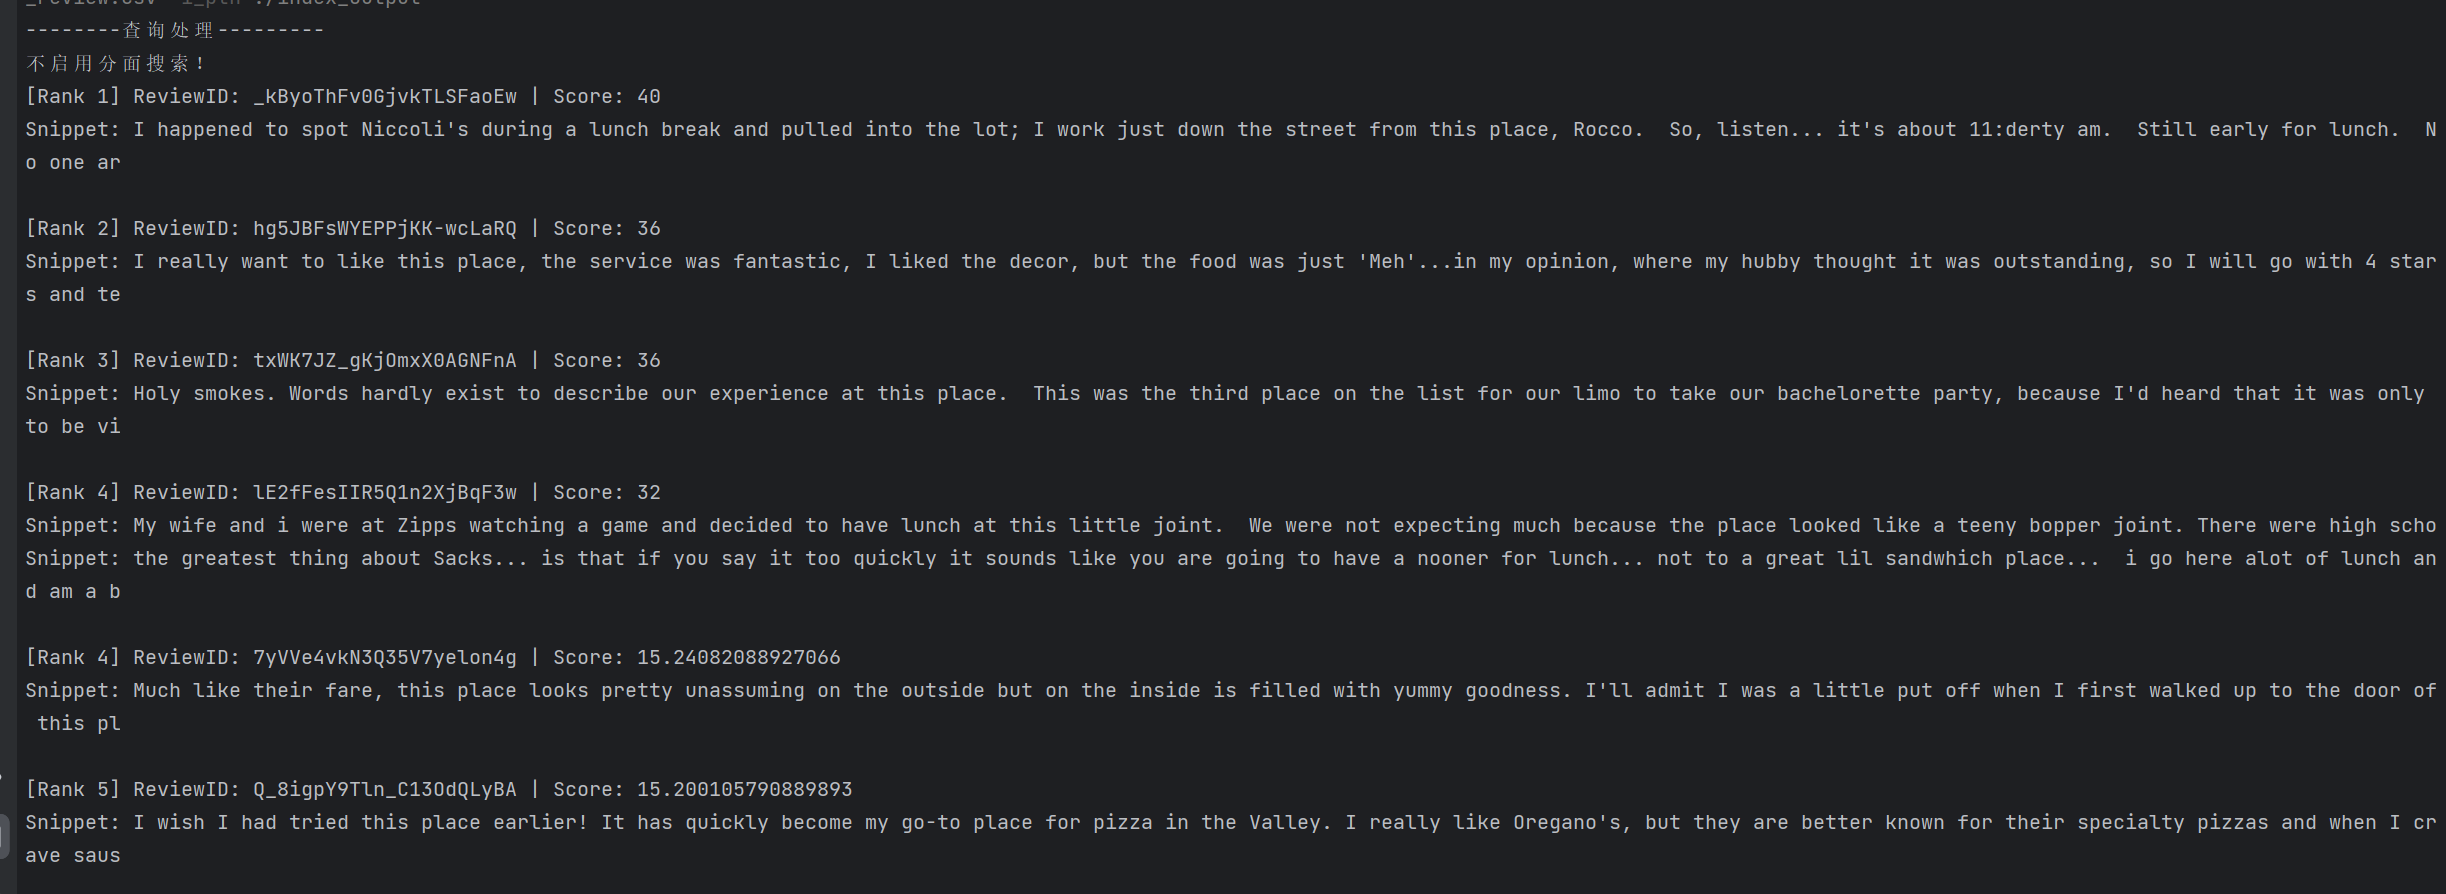 _review.csv i_pth ./index_output
--------查询处理---------
不启用分面搜索!
[Rank 1] ReviewID: _kByoThFv0GjvkTLSFaoEw | Score: 40
Snippet: I happened to spot Niccoli's during a lunch break and pulled into the lot; I work just down the street from this place, Rocco.  So, listen... it's about 11:derty am.  Still early for lunch.  N
o one ar
[Rank 2] ReviewID: hg5JBFsWYEPPjKK-wcLaRQ | Score: 36
Snippet: I really want to like this place, the service was fantastic, I liked the decor, but the food was just 'Meh'...in my opinion, where my hubby thought it was outstanding, so I will go with 4 star
s and te
[Rank 3] ReviewID: txWK7JZ_gKjOmxX0AGNFnA | Score: 36
Snippet: Holy smokes. Words hardly exist to describe our experience at this place.  This was the third place on the list for our limo to take our bachelorette party, because I'd heard that it was only
to be vi
[Rank 4] ReviewID: lE2fFesIIR5Q1n2XjBqF3w | Score: 32
Snippet: My wife and i were at Zipps watching a game and decided to have lunch at this little joint.  We were not expecting much because the place looked like a teeny bopper joint. There were high scho
Snippet: the greatest thing about Sacks... is that if you say it too quickly it sounds like you are going to have a nooner for lunch... not to a great lil sandwhich place...  i go here alot of lunch an
d am a b
[Rank 4] ReviewID: 7yVVe4vkN3Q35V7yelon4g | Score: 15.24082088927066
Snippet: Much like their fare, this place looks pretty unassuming on the outside but on the inside is filled with yummy goodness. I'll admit I was a little put off when I first walked up to the door of
this pl
[Rank 5] ReviewID: Q_8igpY9Tln_C13OdQLyBA | Score: 15.200105790889893
Snippet: I wish I had tried this place earlier! It has quickly become my go-to place for pizza in the Valley. I really like Oregano's, but they are better known for their specialty pizzas and when I cr
ave saus